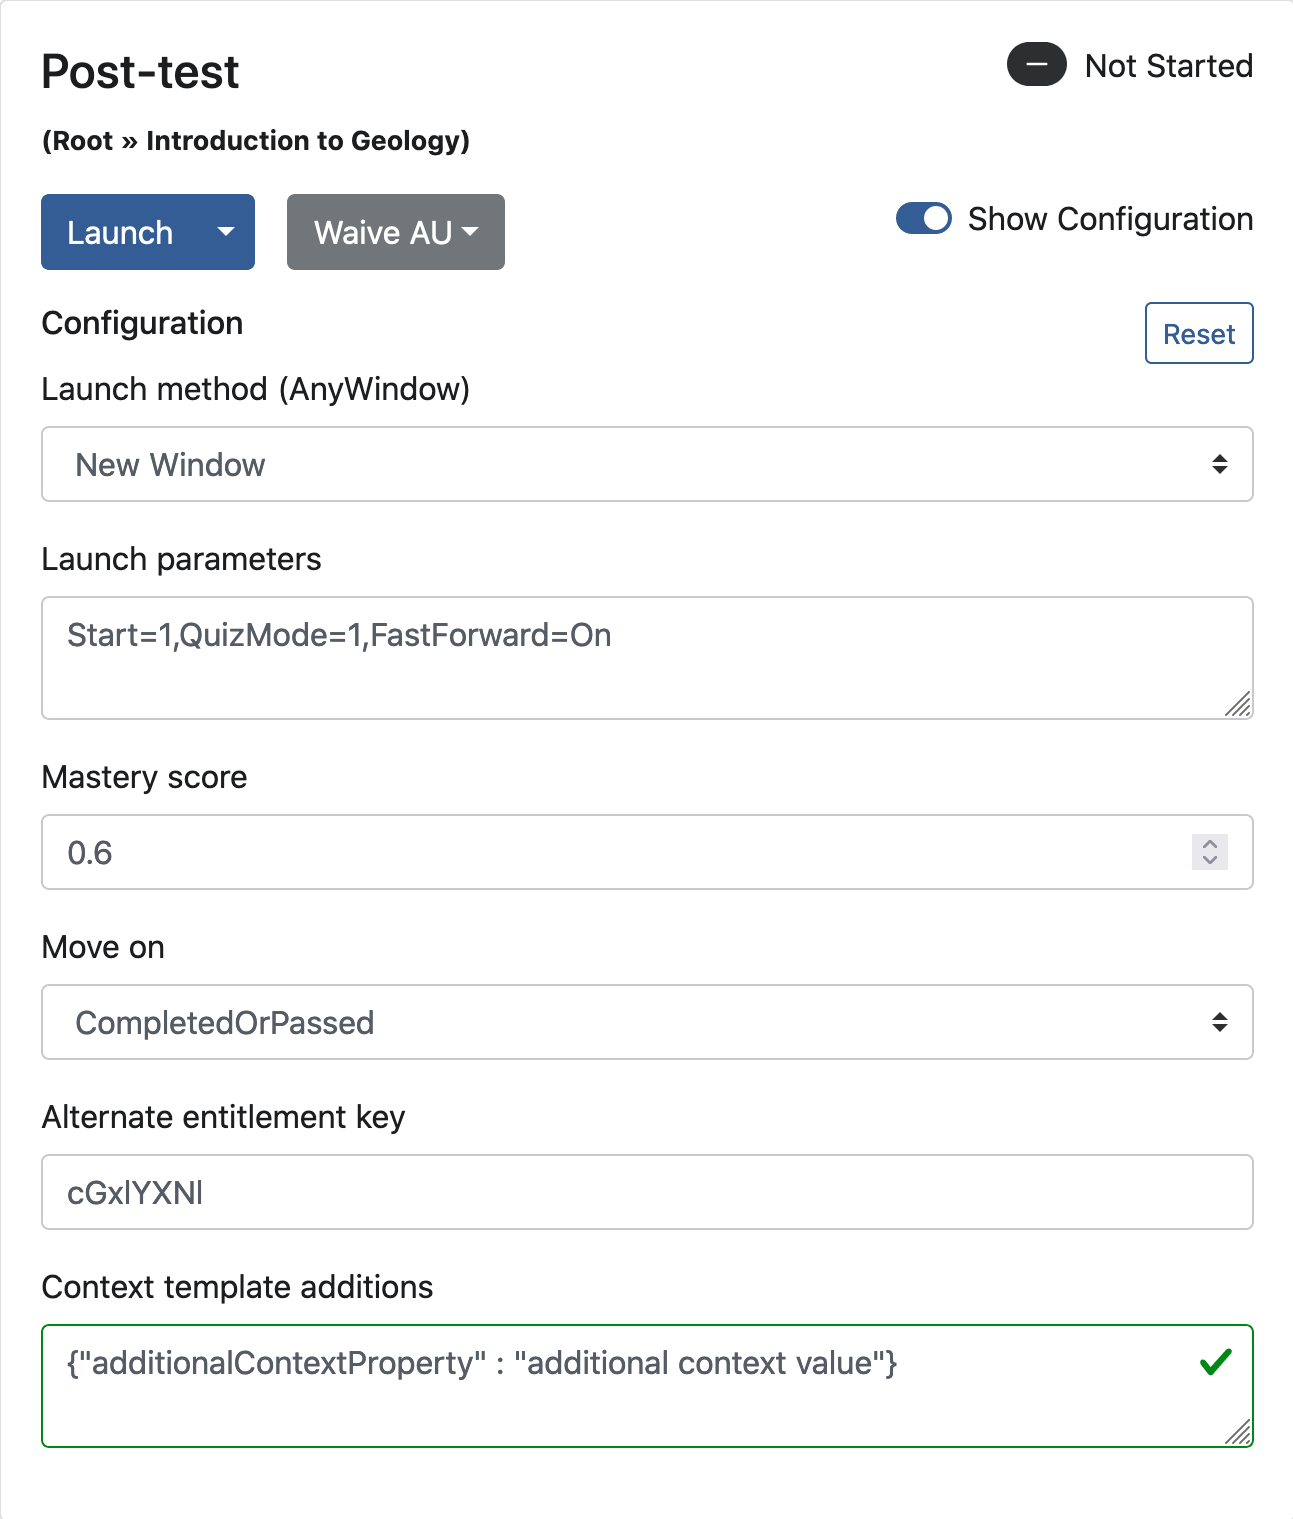 Post-test
Not Started
(Root » Introduction to Geology)
Launch
Waive AU
Show Configuration
Configuration
Reset
Launch method (AnyWindow)
New Window
Launch parameters
Start=1,QuizMode=1,FastForward=On
Mastery score
0.6
Move on
CompletedOrPassed
Alternate entitlement key
cGxlYXNl
Context template additions
{"additionalContextProperty" : "additional context value"}